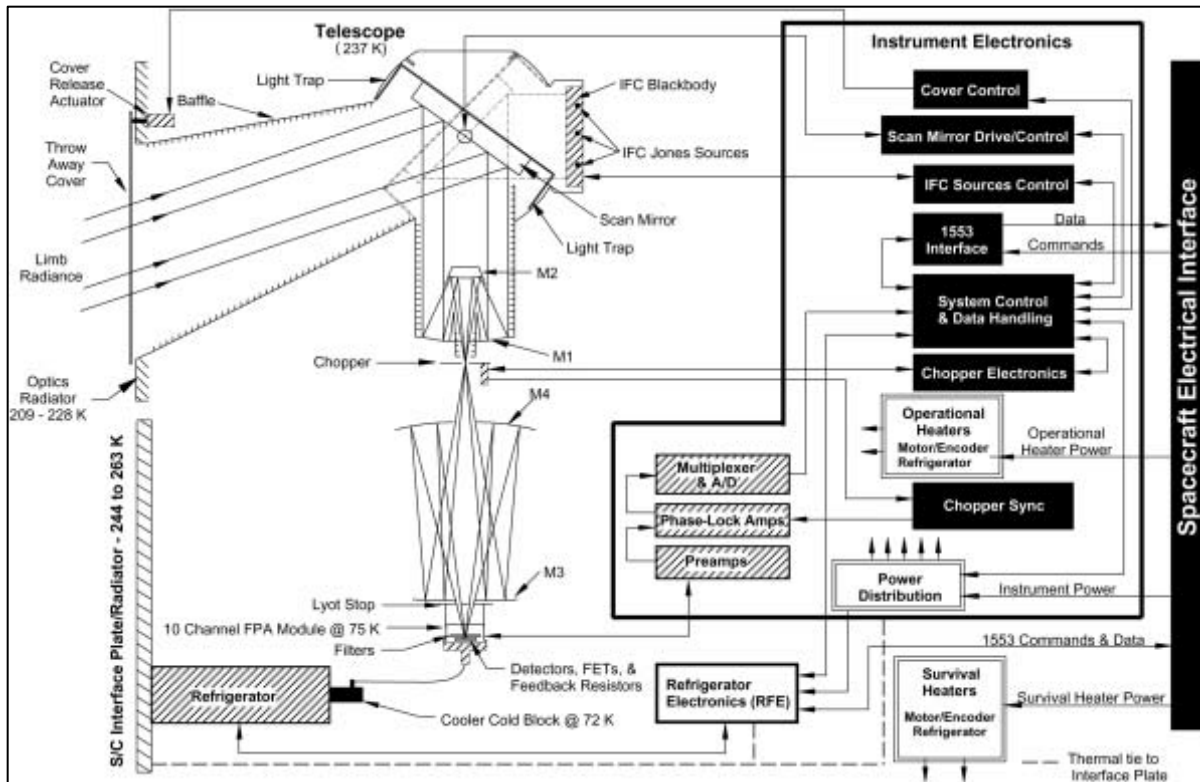 Telescope
(237 K)
Instrument Electronics
Cover
Release
Actuator
Light Trap
Baffle
IFC Blackbody
Cover Control
Scan Mirror Drive/Control
Throw
Away
Cover
IFC Jones Sources
IFC Sources Control
Scan Mirror
Data
1553
Interface
Commands
Light Trap
Limb
Radiance
M2
System Control
& Data Handling
M1
Chopper
Chopper Electronics
Optics
Radiator
209 - 228 K
M4
Operational
Heaters
Motor/Encoder
Refrigerator
Operational
Heater Power
Multiplexer
& A/D
Chopper Sync
Phase-Lock Amps
Preamps
M3
Power
Distribution
Instrument Power
Lyot Stop
10 Channel FPA Module @ 75 K
Filters
1553 Commands & Data
Detectors, FETs, &
Feedback Resistors
Refrigerator
Refrigerator
Electronics (RFE)
Survival
Heaters
Motor/Encoder
Refrigerator
Survival Heater Power
Cooler Cold Block @ 72 K
Thermal tie to
Interface Plate
S/C Interface Plate/Radiator - 244 to 263 K
Spacecraft Electrical Interface